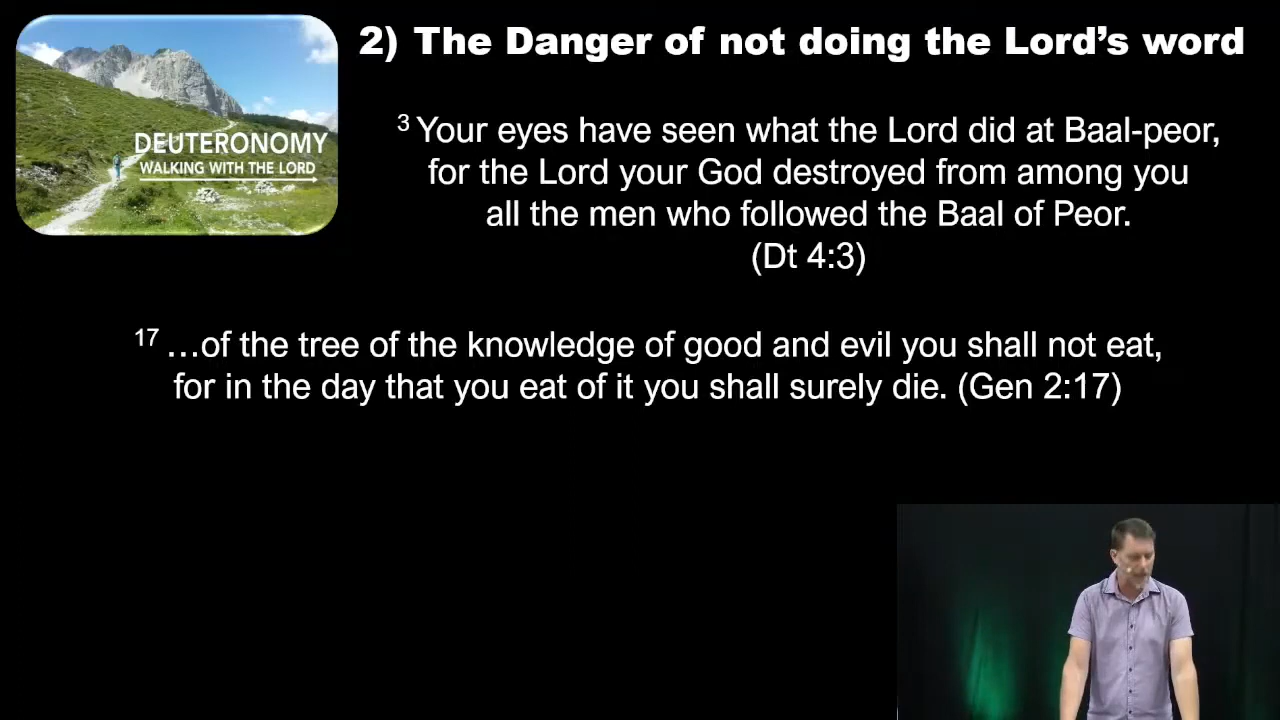 2) The Danger of not doing the Lord’s word
DEUTERONOMY
WALKING WITH THE LORD
3 Your eyes have seen what the Lord did at Baal-peor,
for the Lord your God destroyed from among you
all the men who followed the Baal of Peor.
(Dt 4:3)
17 …of the tree of the knowledge of good and evil you shall not eat,
for in the day that you eat of it you shall surely die. (Gen 2:17)